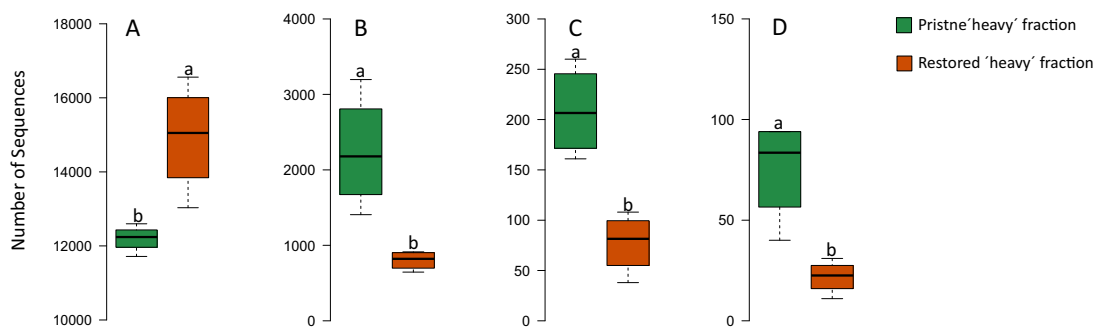 Number of Sequences
A
18000
16000
14000
12000
10000
b
a
B
4000
3000
2000
1000
0
a
b
C
300
250
200
150
100
50
0
a
b
D
150
100
50
0
a
b
Pristne´heavy´ fraction
Restored ´heavy´ fraction